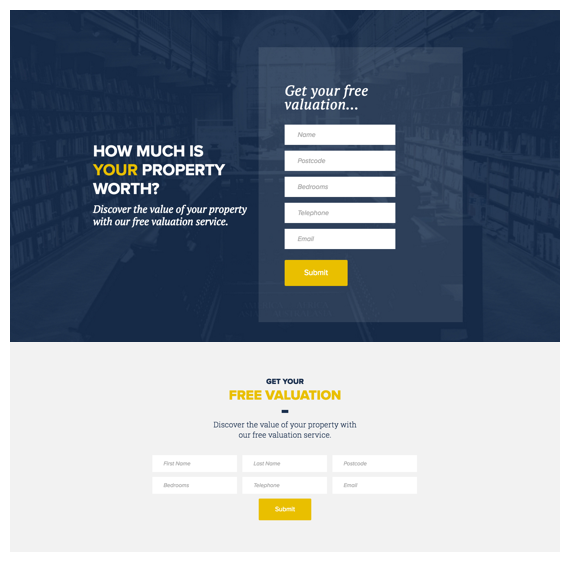 HOW MUCH IS
YOUR PROPERTY
WORTH?
Discover the value of your property
with our free valuation service.
Get your free
valuation...
Name
Postcode
Bedrooms
Telephone
Email
Submit
GET YOUR
FREE VALUATION
Discover the value of your property with
our free valuation service.
First Name Last Name Postcode
Bedrooms Telephone Email
Submit